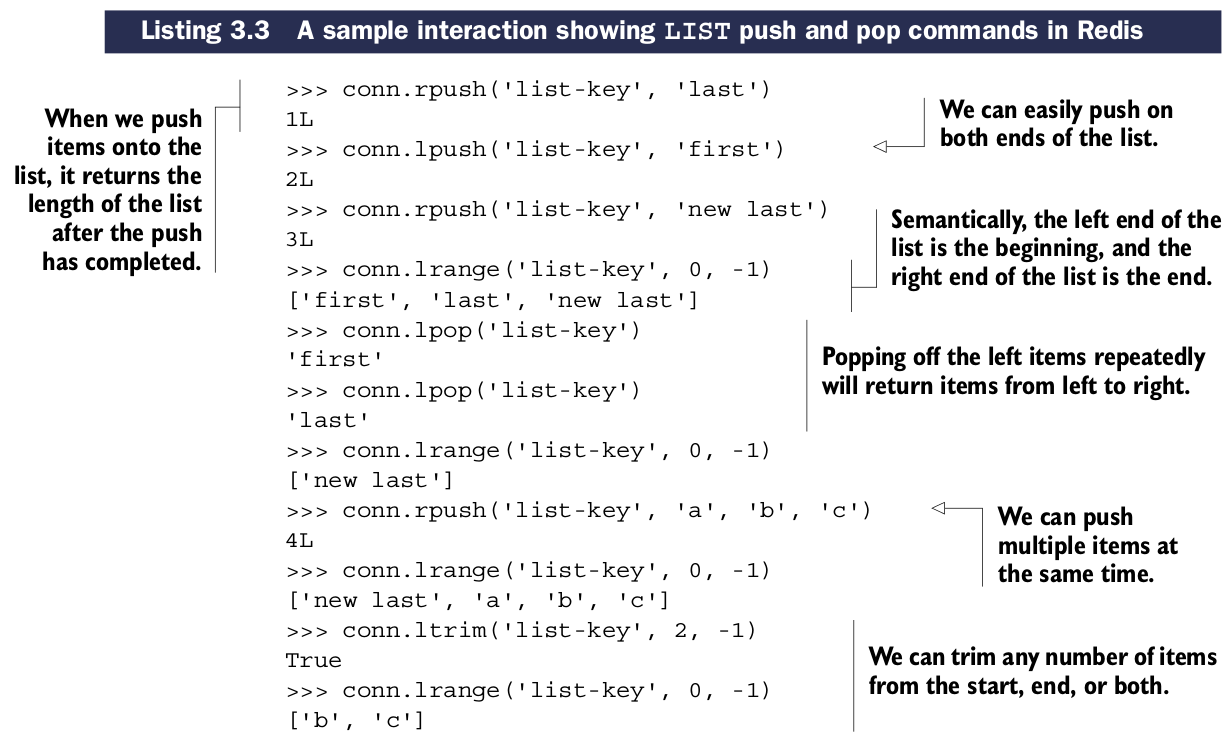 Listing 3.3 A sample interaction showing LIST push and pop commands in Redis
When we push
items onto the
list, it returns the
length of the list
after the push
has completed.
>>> conn.rpush('list-key', 'last')
1L
>>> conn.lpush('list-key', 'first')
2L
>>> conn.rpush('list-key', 'new last')
3L
>>> conn.lrange('list-key', 0, -1)
['first', 'last', 'new last']
>>> conn.lpop('list-key')
'first'
>>> conn.lpop('list-key')
'last'
>>> conn.lrange('list-key', 0, -1)
['new last']
>>> conn.rpush('list-key', 'a', 'b', 'c')
4L
>>> conn.lrange('list-key', 0, -1)
['new last', 'a', 'b', 'c']
>>> conn.ltrim('list-key', 2, -1)
True
>>> conn.lrange('list-key', 0, -1)
['b', 'c']
We can easily push on
both ends of the list.
Semantically, the left end of the
list is the beginning, and the
right end of the list is the end.
Popping off the left items repeatedly
will return items from left to right.
We can push
multiple items at
the same time.
We can trim any number of items
from the start, end, or both.